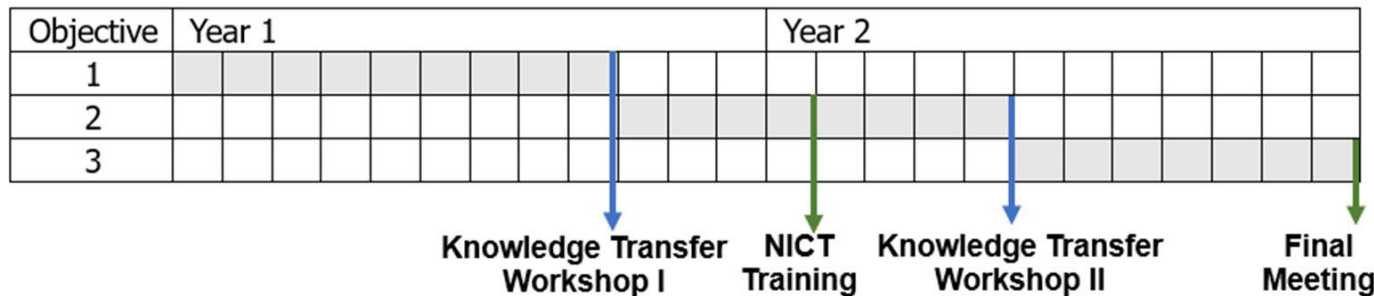 Objective Year 1 Year 2
1
2
3
Knowledge Transfer NICT Knowledge Transfer Final
Workshop I Training Workshop II Meeting